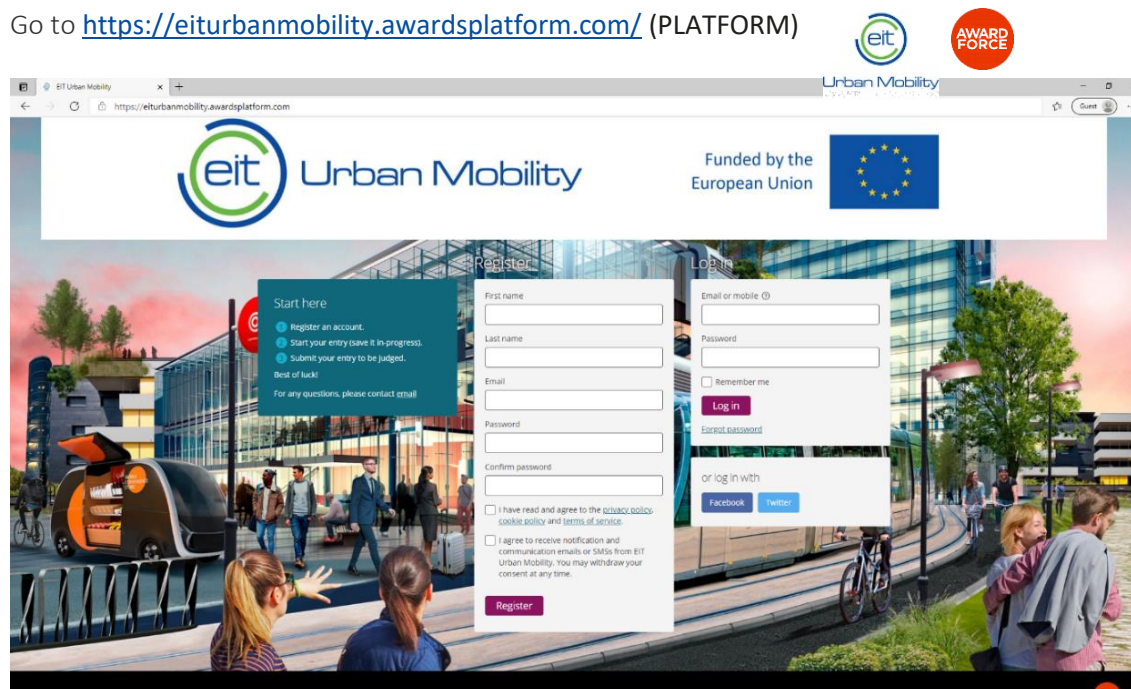 Go to https://eiturbanmobility.awardsplatform.com/ (PLATFORM)
eit
Urban Mobility
AWARD
FORCE
EIT Urban Mobility
https://eiturbanmobility.awardsplatform.com
Guest
eit Urban Mobility
Funded by the
European Union
Start here
1 Register an account.
2 Start your entry (save it in-progress).
3 Submit your entry to be judged.
Best of luck!
For any questions, please contact email
Register
First name
Last name
Email
Password
Confirm password
I have read and agree to the privacy policy,
cookie policy and terms of service.
I agree to receive notification and
communication emails or SMSs from EIT
Urban Mobility. You may withdraw your
consent at any time.
Register
Log in
Email or mobile
Password
Remember me
Log in
Forgot password
or log in with
Facebook
Twitter